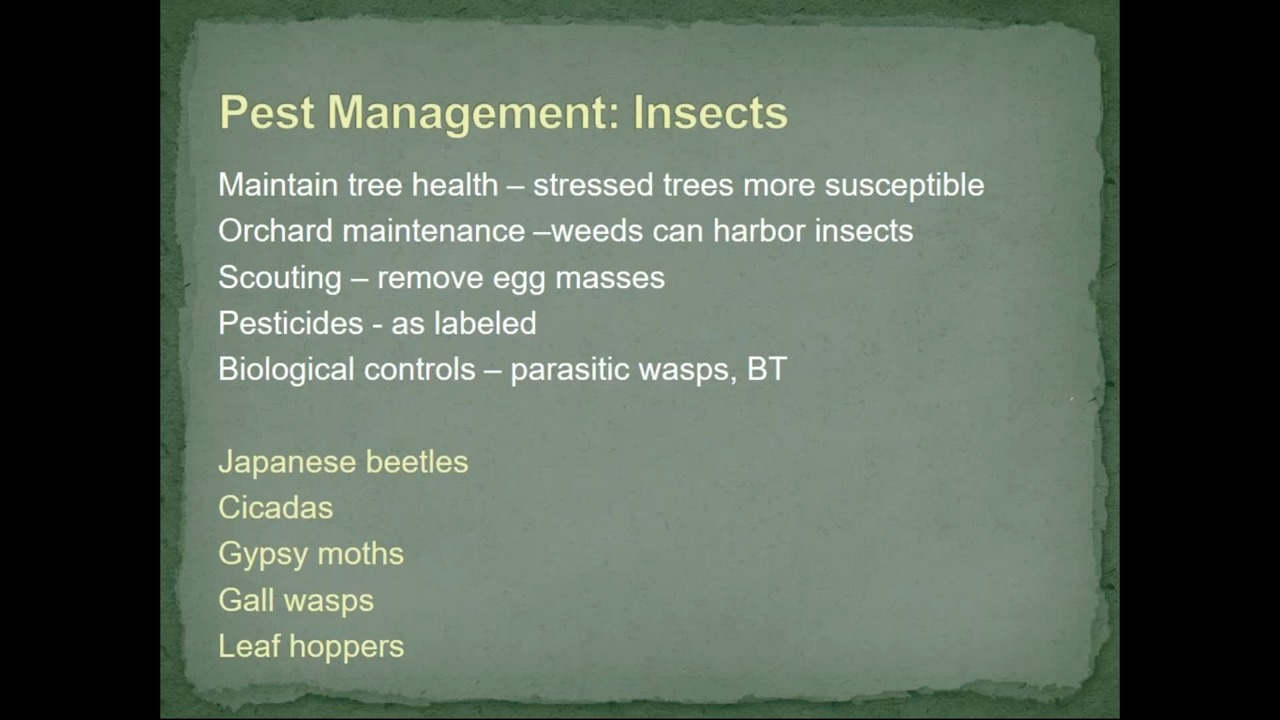 Pest Management: Insects
Maintain tree health – stressed trees more susceptible
Orchard maintenance –weeds can harbor insects
Scouting – remove egg masses
Pesticides - as labeled
Biological controls – parasitic wasps, BT
Japanese beetles
Cicadas
Gypsy moths
Gall wasps
Leaf hoppers